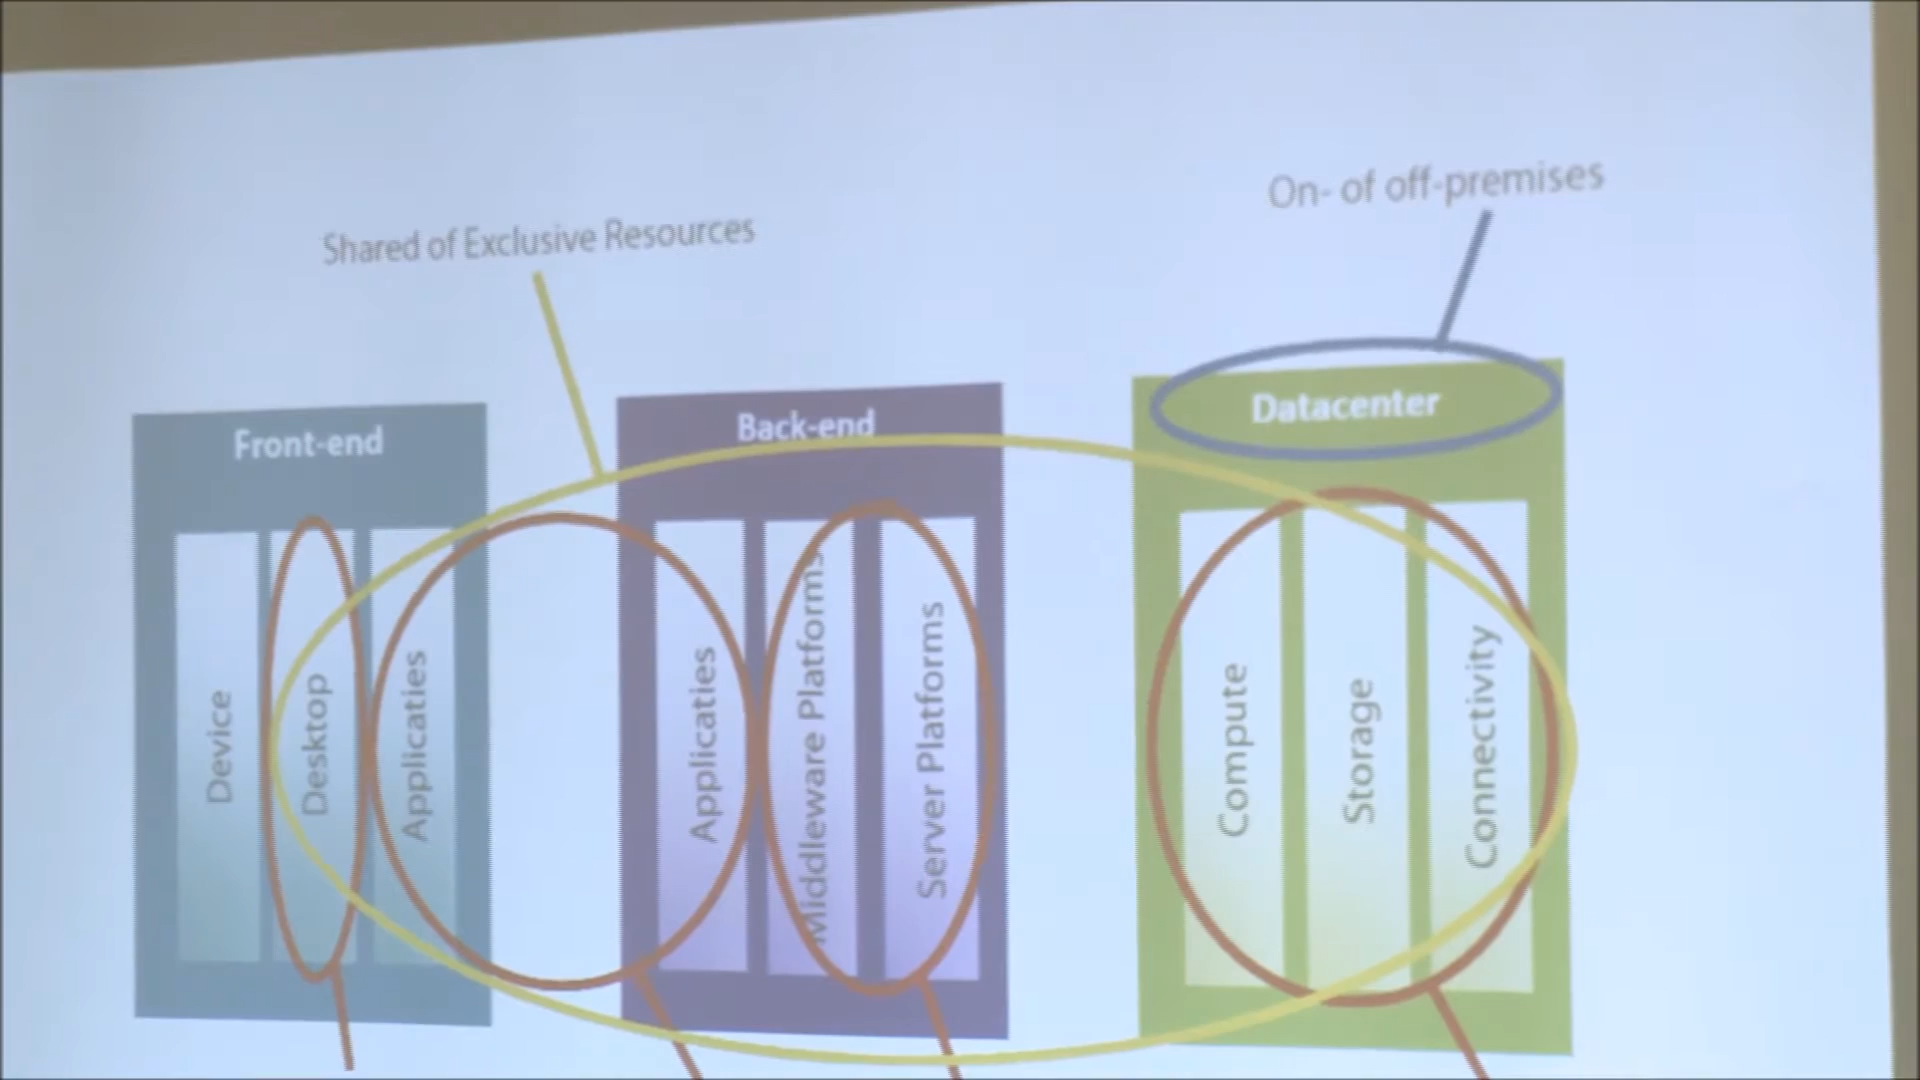 On- of off-premises
Shared of Exclusive Resources
Front-end
Back-end
Datacenter
Device
Desktop
Applicaties
Applicaties
Middleware Platforms
Server Platforms
Compute
Storage
Connectivity